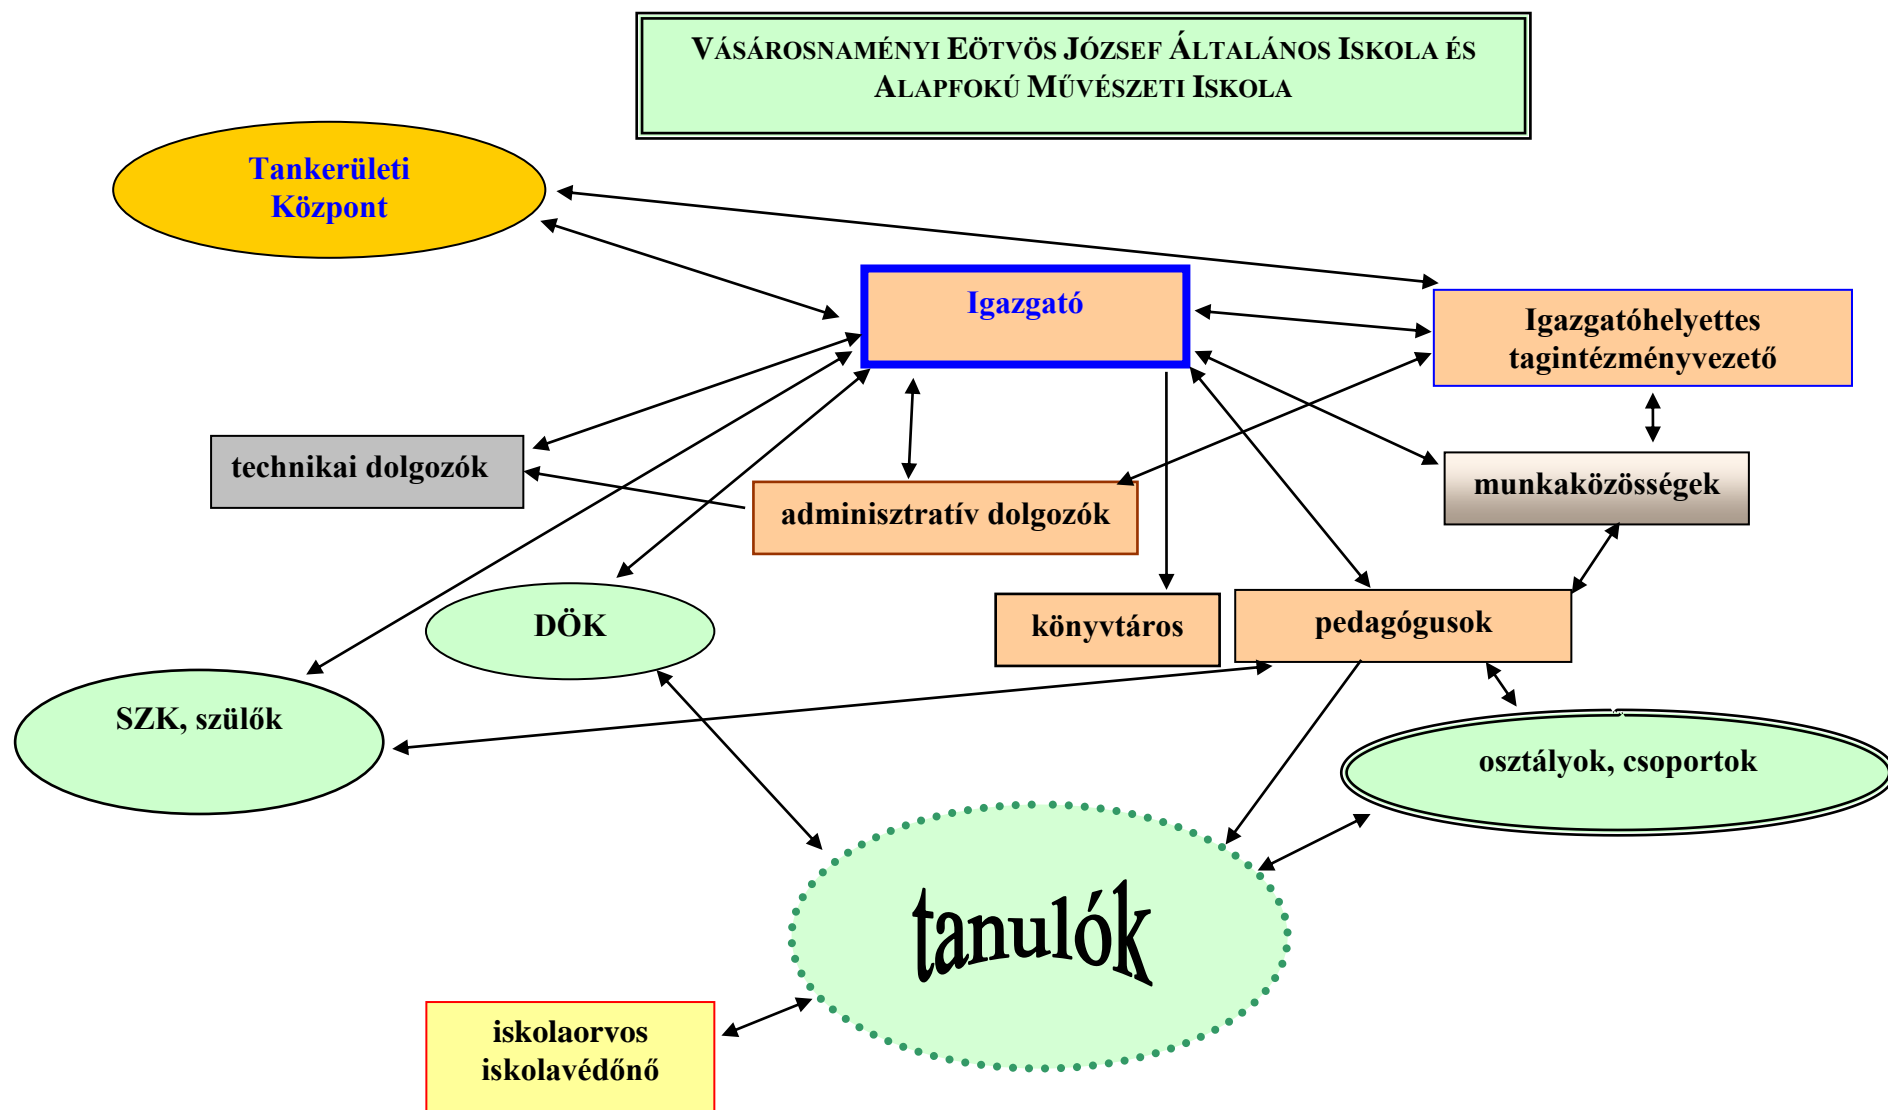 VÁSÁROSNAMÉNYI EÖTVÖS JÓZSEF ÁLTALÁNOS ISKOLA ÉS
ALAPFOKÚ MŰVÉSZETI ISKOLA
Tankerületi
Központ
Igazgató
Igazgatóhelyettes
tagintézményvezető
technikai dolgozók
munkaközösségek
adminisztratív dolgozók
DÖK
könyvtáros
pedagógusok
SZK, szülők
osztályok, csoportok
tanulók
iskolaorvos
iskolavédőnő